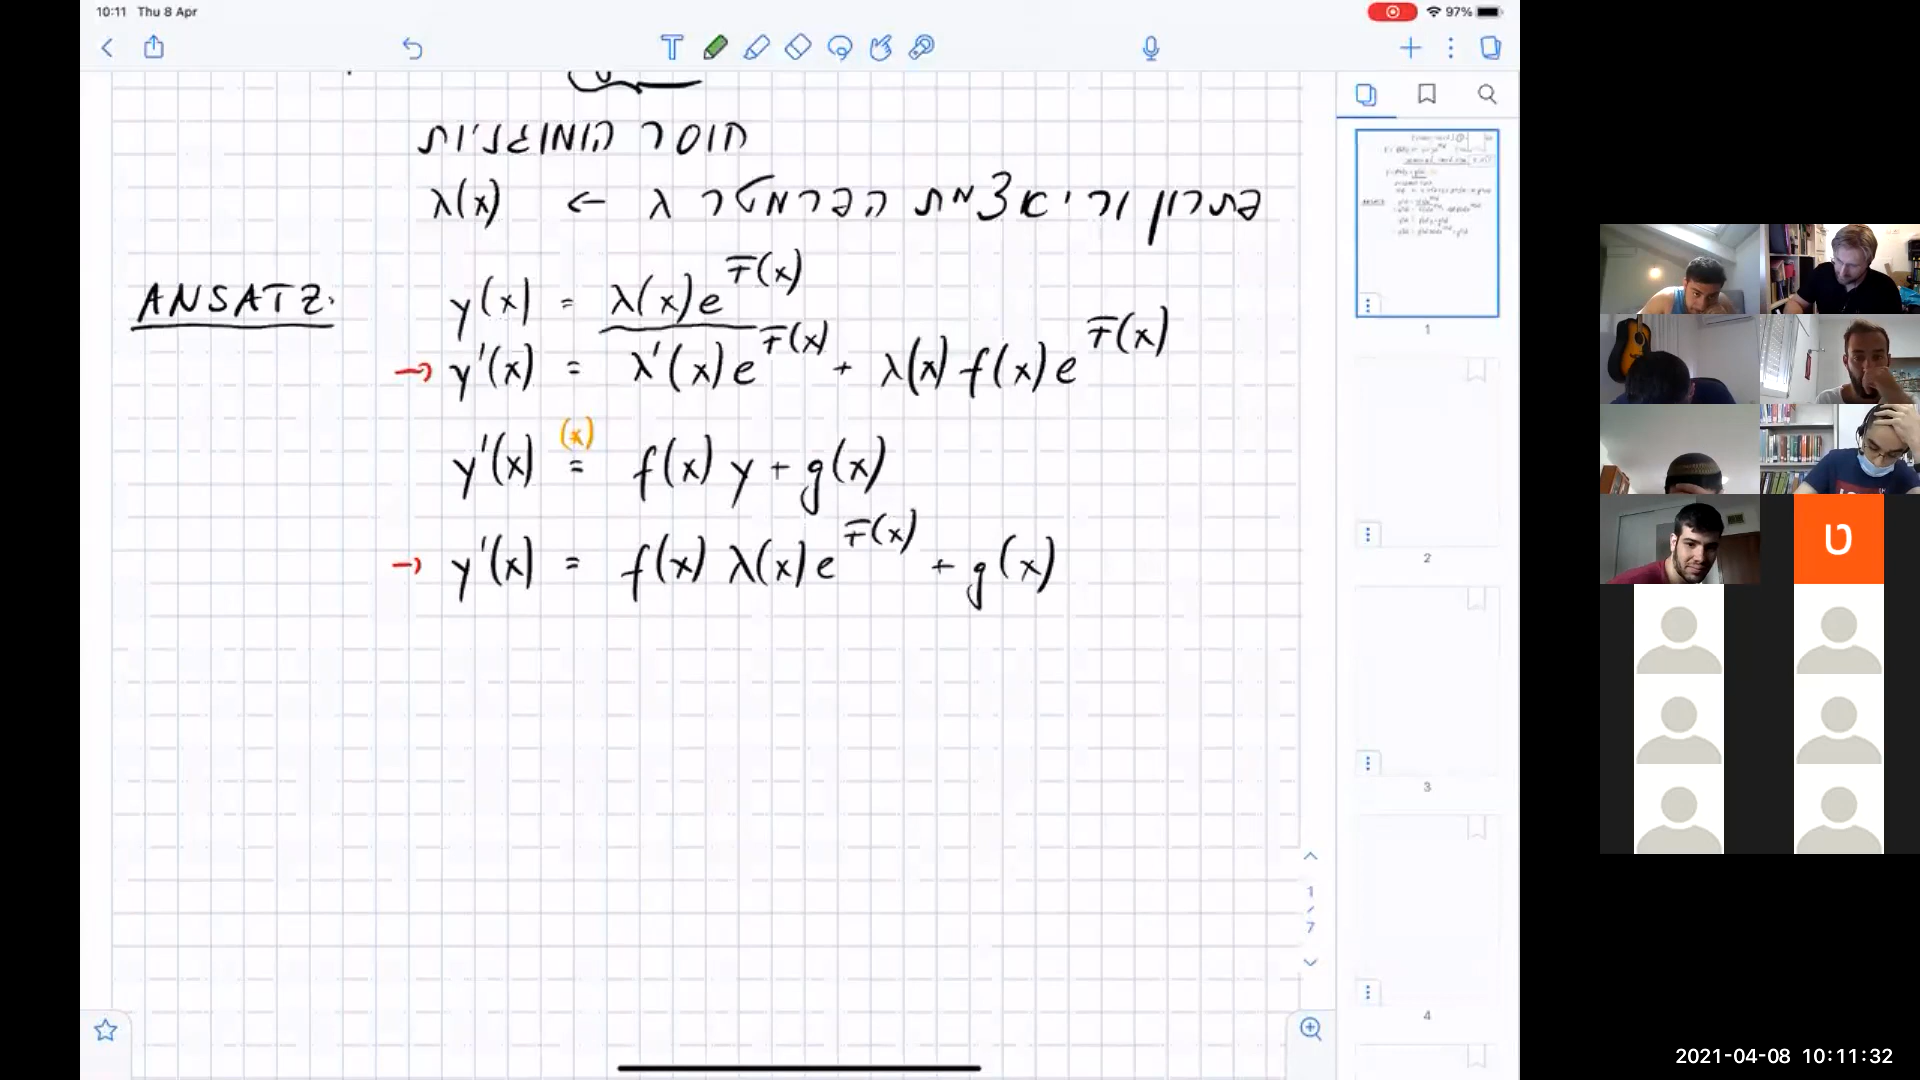 10:11 Thu 8 Apr
97%
חוסר הומוגניות
פתרון וריאצמת הפרמטר λ ← λ(x)
ANSATZ: y(x) = λ(x)e^F(x)
→ y'(x) = λ'(x)e^F(x) + λ(x) f(x)e^F(x)
y'(x) (*)= f(x) y + g(x)
→ y'(x) = f(x) λ(x)e^F(x) + g(x)
1
2
3
4
1
/
7
ט
2021-04-08 10:11:32